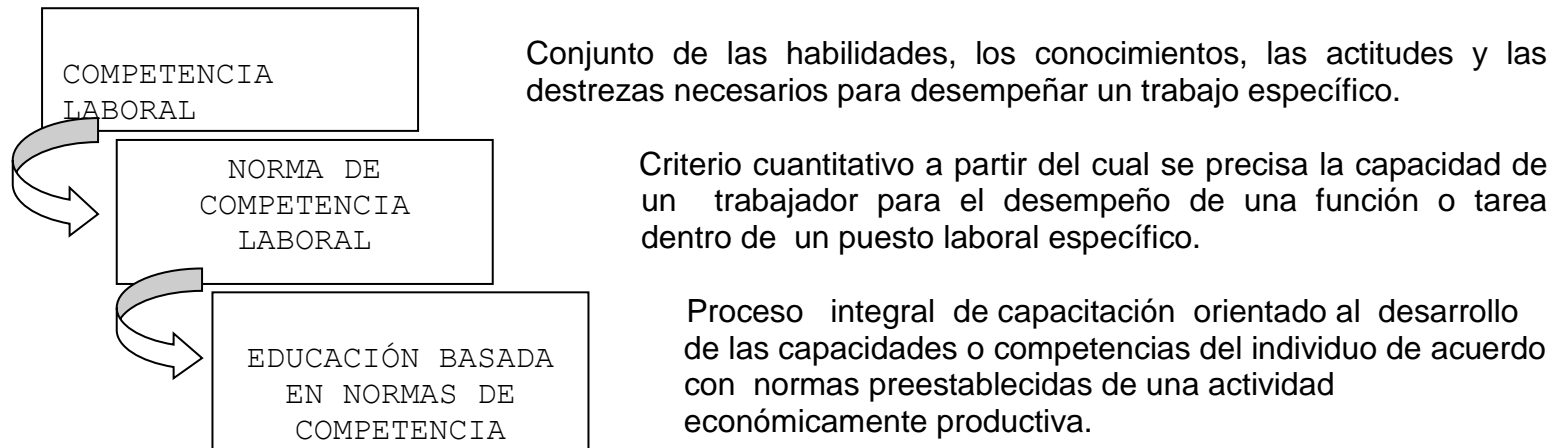 COMPETENCIA
LABORAL
Conjunto de las habilidades, los conocimientos, las actitudes y las
destrezas necesarios para desempeñar un trabajo específico.
NORMA DE
COMPETENCIA
LABORAL
Criterio cuantitativo a partir del cual se precisa la capacidad de
un trabajador para el desempeño de una función o tarea
dentro de un puesto laboral específico.
EDUCACIÓN BASADA
EN NORMAS DE
COMPETENCIA
Proceso integral de capacitación orientado al desarrollo
de las capacidades o competencias del individuo de acuerdo
con normas preestablecidas de una actividad
económicamente productiva.